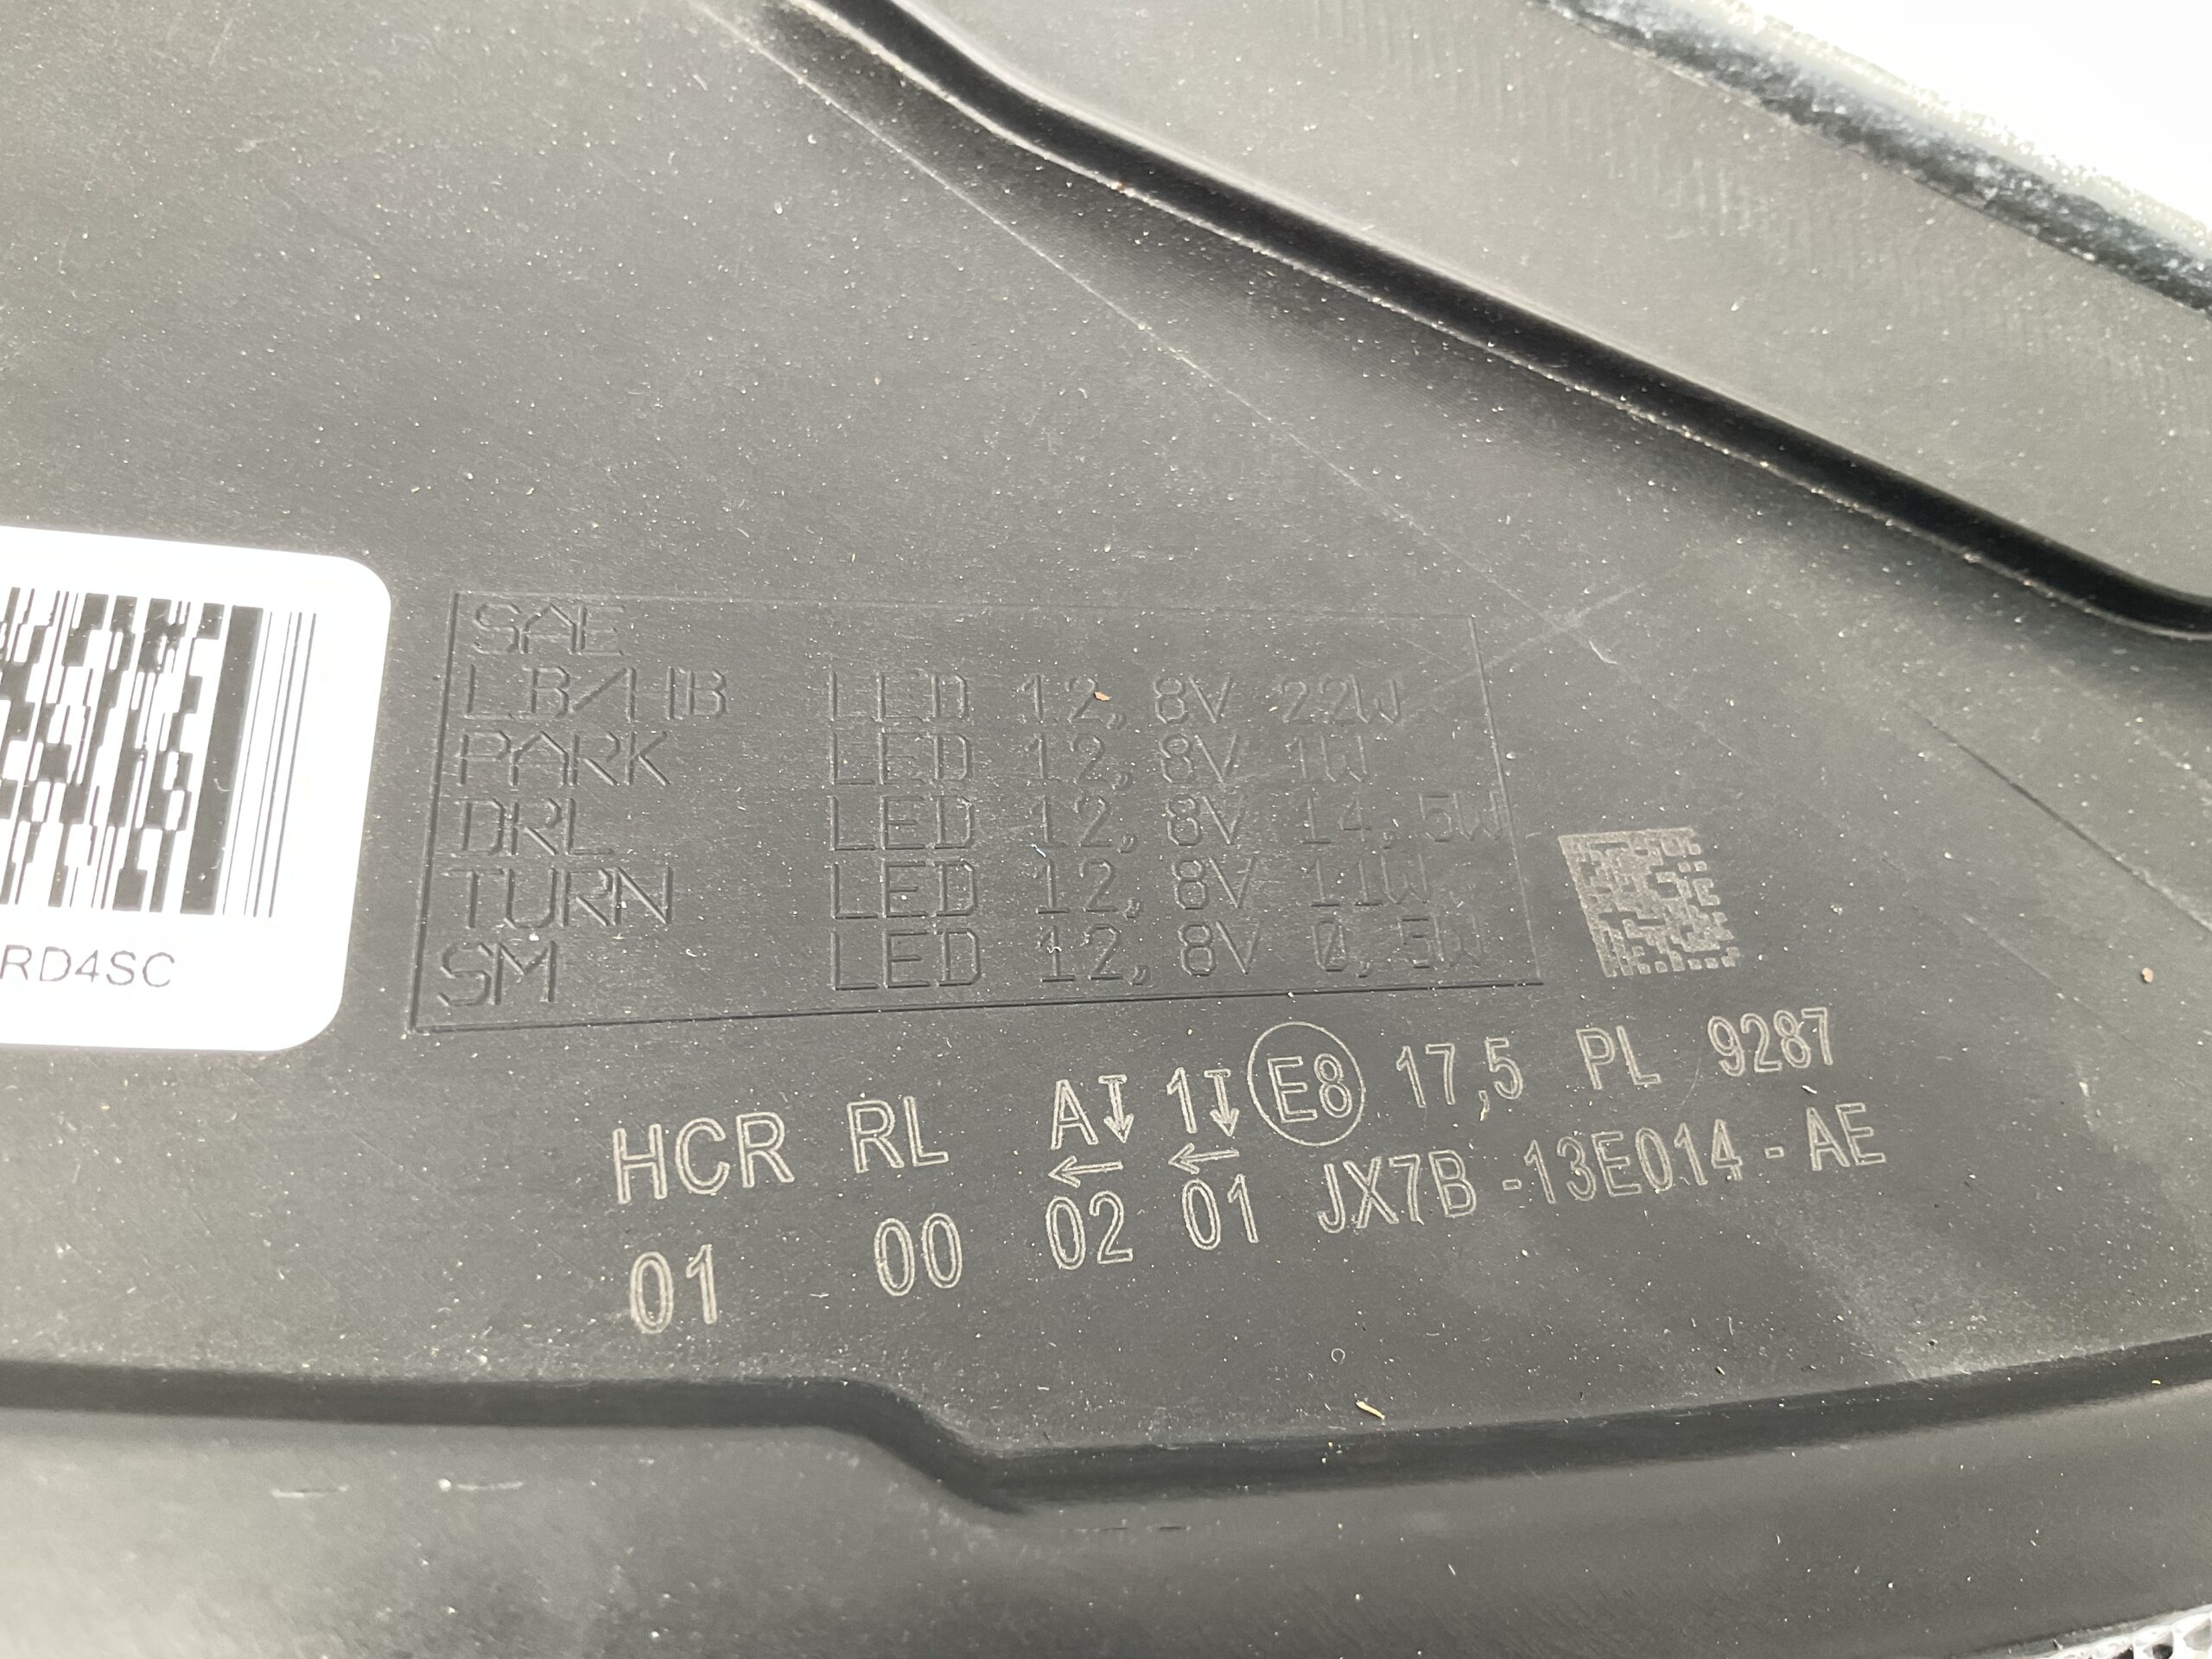 RD4SC
SAE
LB/HB LED 12,8V 22W
PARK LED 12,8V 1W
DRL LED 12,8V 14,5W
TURN LED 12,8V 11W
SM LED 12,8V 0,5W
HCR RL A↧ 1↧ E8 17,5 PL 9287
← ←
01 00 02 01 JX7B-13E014-AE